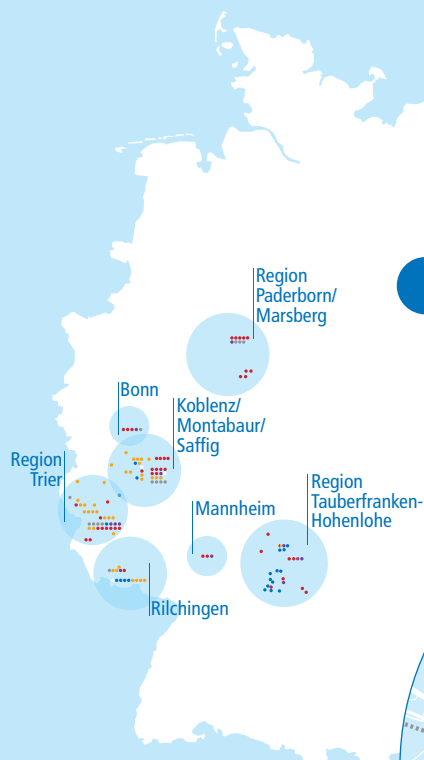 Region
Paderborn/
Marsberg
Bonn
Koblenz/
Montabaur/
Saffig
Region
Trier
Mannheim
Region
Tauberfranken-
Hohenlohe
Rilchingen